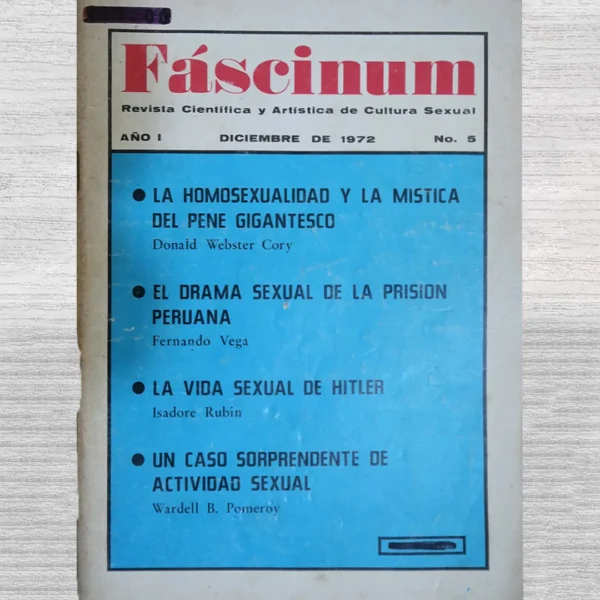 Fáscinum
Revista Científica y Artística de Cultura Sexual
AÑO I DICIEMBRE DE 1972 No. 5
LA HOMOSEXUALIDAD Y LA MISTICA
DEL PENE GIGANTESCO
Donald Webster Cory
EL DRAMA SEXUAL DE LA PRISION
PERUANA
Fernando Vega
LA VIDA SEXUAL DE HITLER
Isadore Rubin
UN CASO SORPRENDENTE DE
ACTIVIDAD SEXUAL
Wardell B. Pomeroy